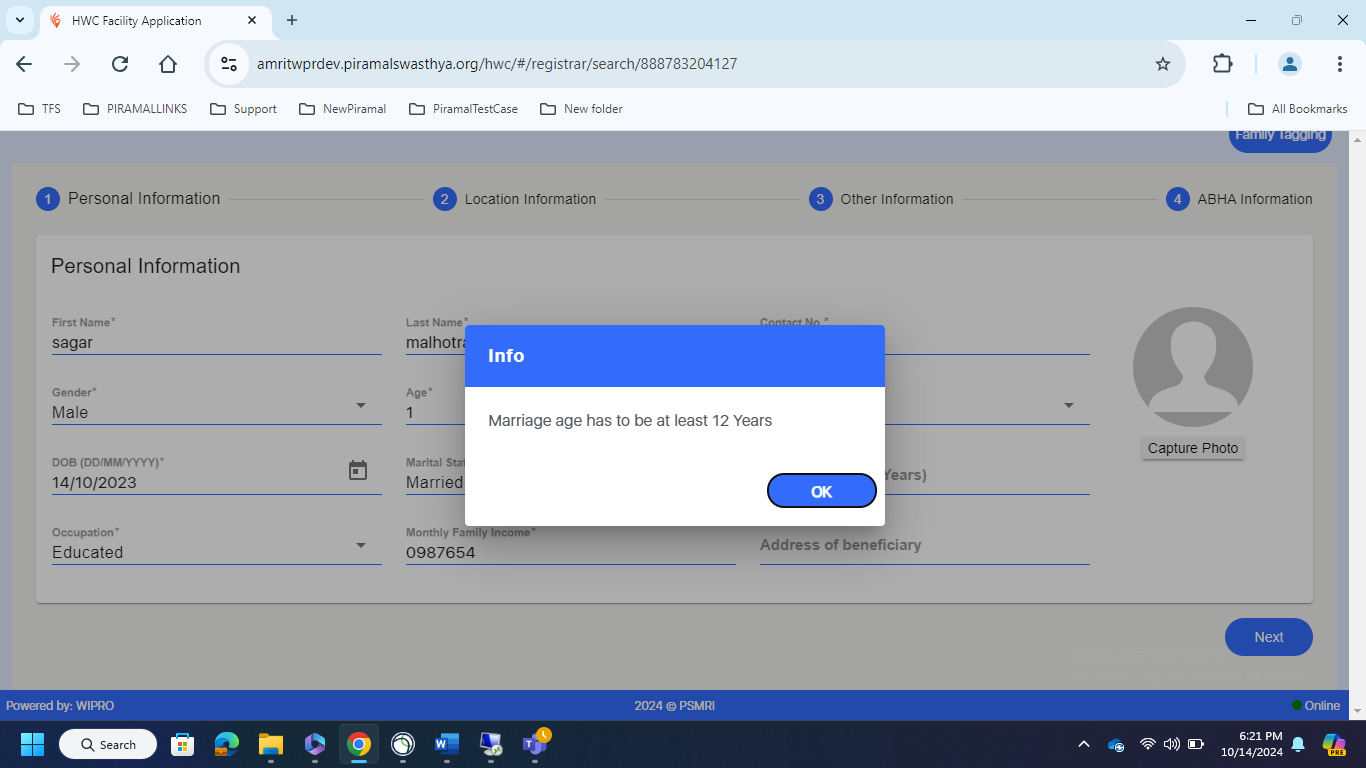 HWC Facility Application
amritwprdev.piramalswasthya.org/hwc/#/registrar/search/888783204127
TFS PIRAMALLINKS Support NewPiramal PiramalTestCase New folder All Bookmarks
Family Tagging
1 Personal Information 2 Location Information 3 Other Information 4 ABHA Information
Personal Information
First Name* Last Name* Contact No.*
sagar malhotra
Info
Gender* Age*
Male 1
Marriage age has to be at least 12 Years
Capture Photo
DOB (DD/MM/YYYY)* Marital
14/10/2023 Married Years)
OK
Occupation* Monthly Family Income*
Educated 0987654 Address of beneficiary
Next
Powered by: WIPRO 2024 © PSMRI Online
Search
6:21 PM
10/14/2024
PRE